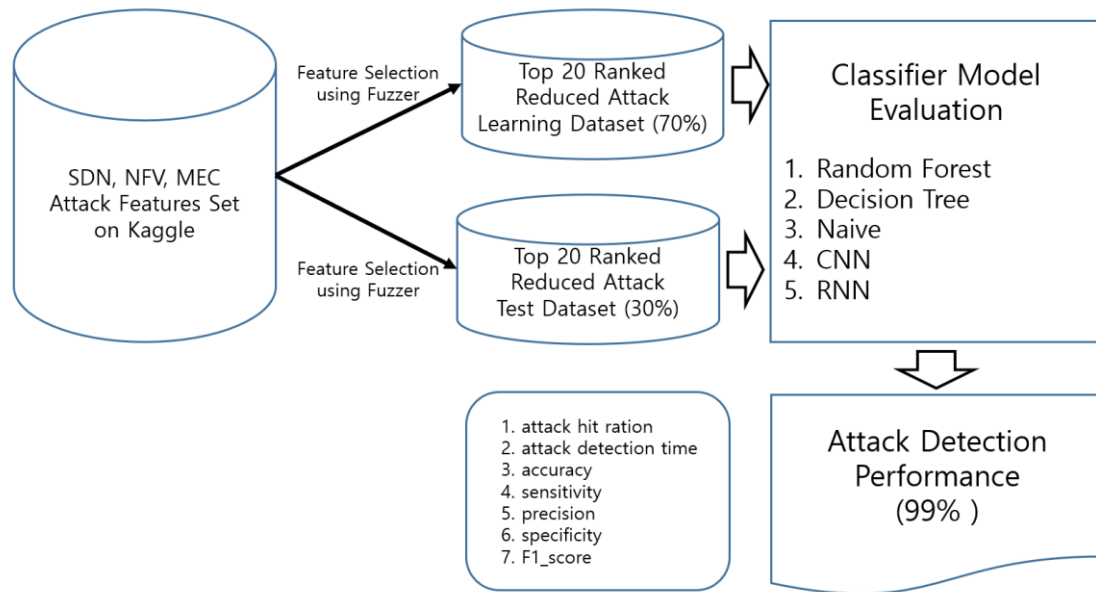 SDN, NFV, MEC
Attack Features Set
on Kaggle
Feature Selection
using Fuzzer
Feature Selection
using Fuzzer
Top 20 Ranked
Reduced Attack
Learning Dataset (70%)
Top 20 Ranked
Reduced Attack
Test Dataset (30%)
Classifier Model
Evaluation
1. Random Forest
2. Decision Tree
3. Naive
4. CNN
5. RNN
1. attack hit ration
2. attack detection time
3. accuracy
4. sensitivity
5. precision
6. specificity
7. F1_score
Attack Detection
Performance
(99% )